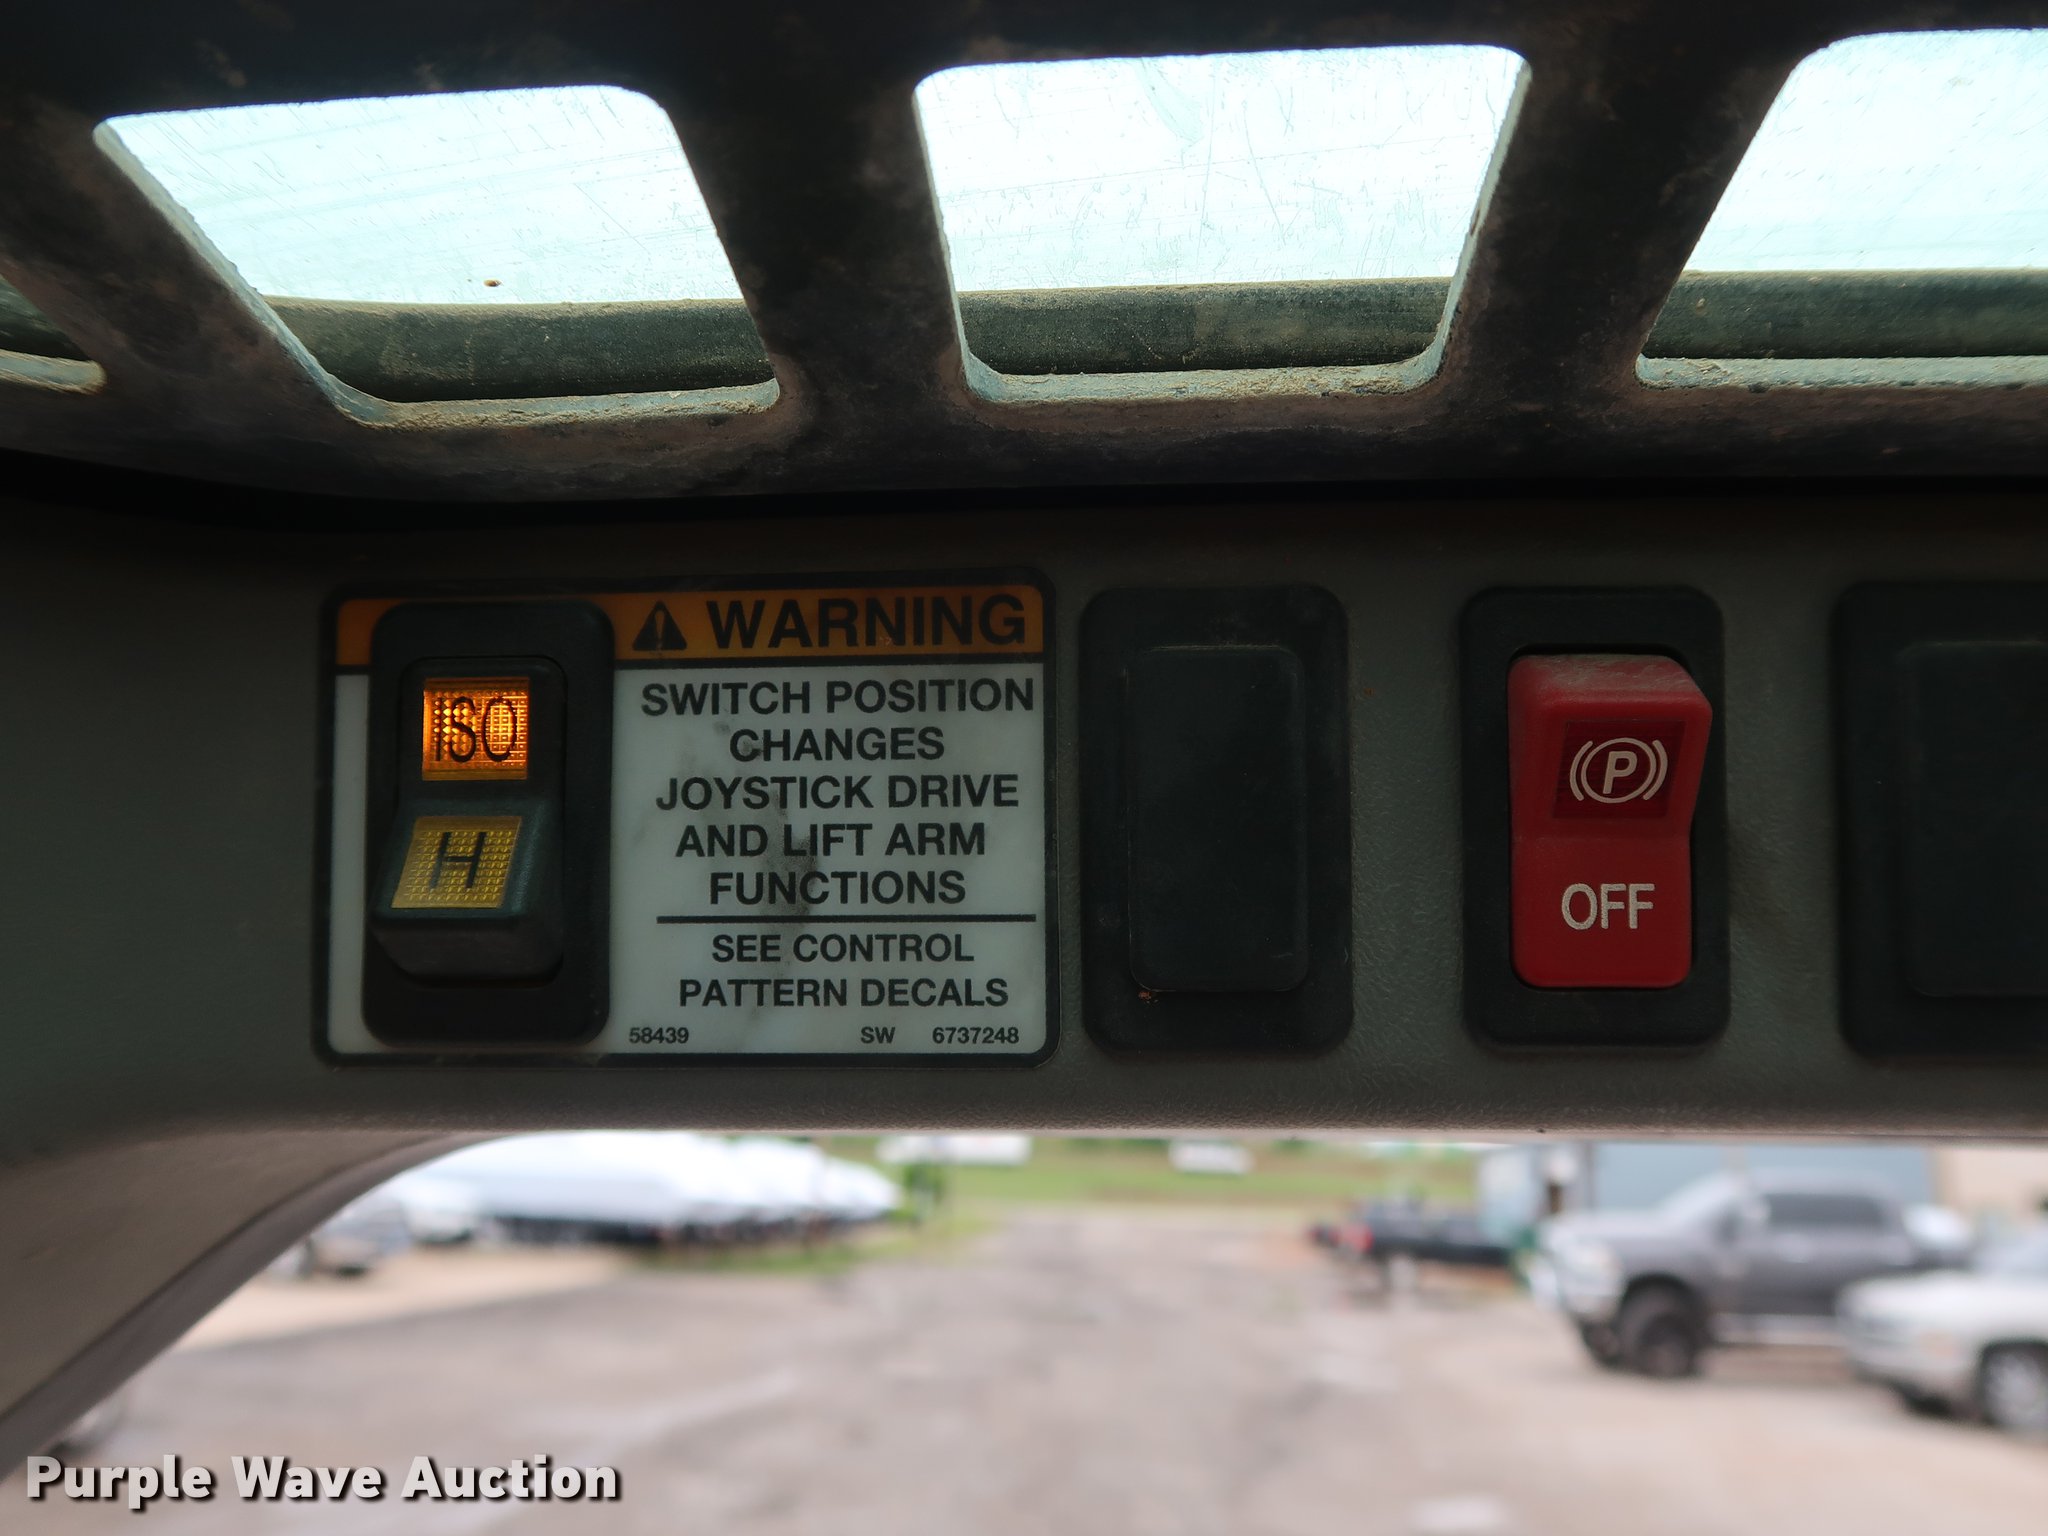 ISO
H
WARNING
SWITCH POSITION
CHANGES
JOYSTICK DRIVE
AND LIFT ARM
FUNCTIONS
SEE CONTROL
PATTERN DECALS
58439 SW 6737248
P
OFF
Purple Wave Auction